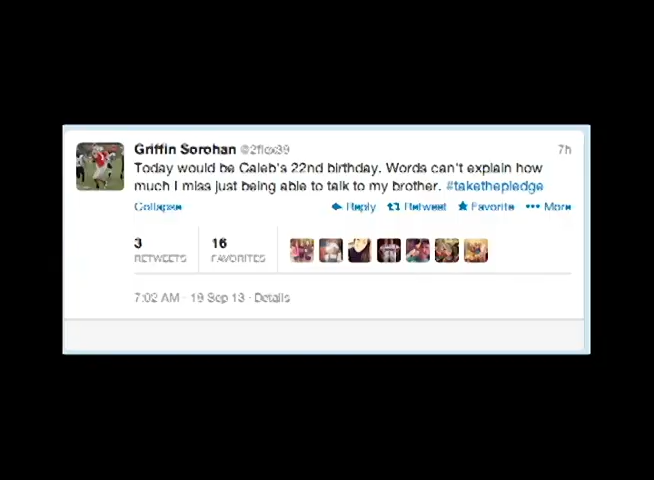 Griffin Sorohan @2flox39 7h
Today would be Caleb's 22nd birthday. Words can't explain how
much I miss just being able to talk to my brother. #takethepledge
Collapse Reply Retweet Favorite More
3 16
RETWEETS FAVORITES
7:02 AM - 19 Sep 13 · Details